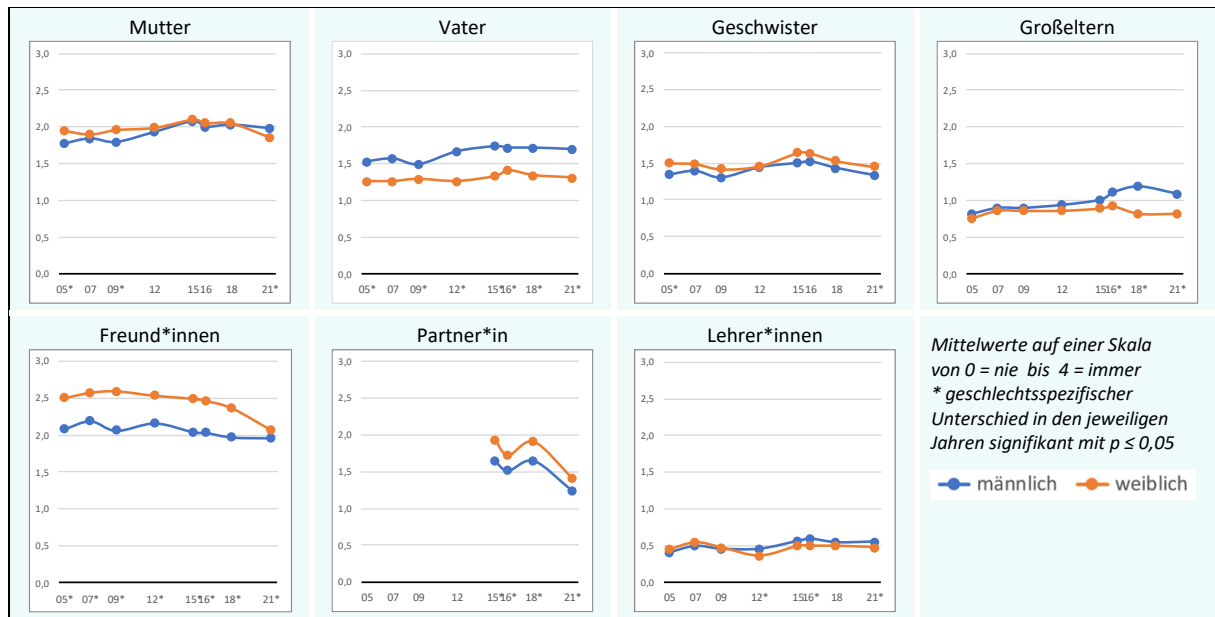 Mutter
3,0
2,5
2,0
1,5
1,0
0,5
0,0
05* 07 09* 12 15 16 18 21*
Vater
3,0
2,5
2,0
1,5
1,0
0,5
0,0
05* 07 09* 12* 15* 16* 18* 21*
Geschwister
3,0
2,5
2,0
1,5
1,0
0,5
0,0
05* 07 09* 12 15 16 18 21*
Großeltern
3,0
2,5
2,0
1,5
1,0
0,5
0,0
05 07 09 12 15* 16* 18* 21*
Freund*innen
3,0
2,5
2,0
1,5
1,0
0,5
0,0
05* 07* 09* 12* 15* 16* 18* 21*
Partner*in
3,0
2,5
2,0
1,5
1,0
0,5
0,0
05 07 09 12 15* 16* 18* 21*
Lehrer*innen
3,0
2,5
2,0
1,5
1,0
0,5
0,0
05 07 09 12* 15 16* 18* 21*
Mittelwerte auf einer Skala
von 0 = nie bis 4 = immer
* geschlechtsspezifischer
Unterschied in den jeweiligen
Jahren signifikant mit p ≤ 0,05
männlich weiblich